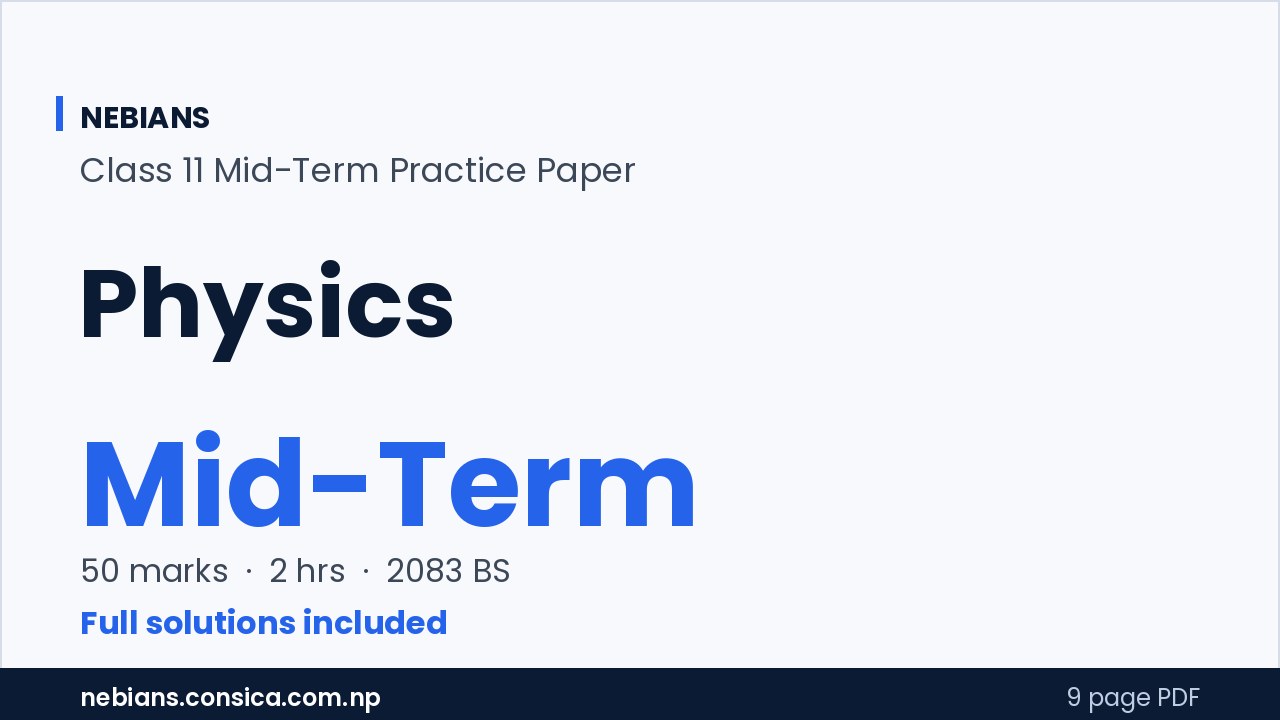 NEBIANS
Class 11 Mid-Term Practice Paper
Physics
Mid-Term
50 marks · 2 hrs · 2083 BS
Full solutions included
nebians.consica.com.np
9 page PDF